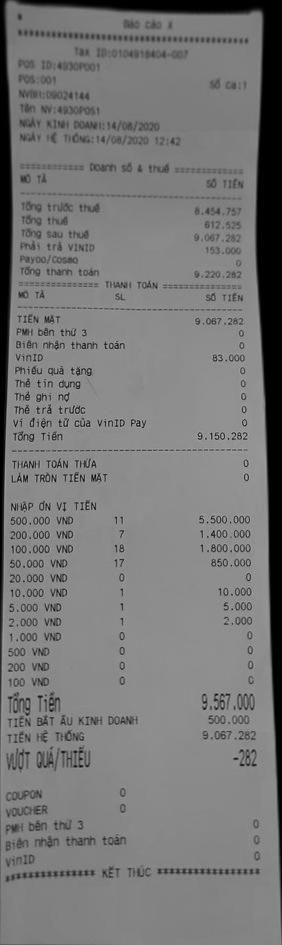 Báo cáo X
****************************************
Tax ID:0104918404-007
POS ID:4930P001
POS:001 Số ca:1
NVBH:09024144
Tên NV:4930POS1
NGÀY KINH DOANH:14/08/2020
NGÀY HỆ THỐNG:14/08/2020 12:42
============ Doanh số & thuế =============
MÔ TẢ SỐ TIỀN
Tổng trước thuế 8.454.757
Tổng thuế 612.525
Tổng sau thuế 9.067.282
Phải trả VINID 153.000
Payoo/Cosmo 0
Tổng thanh toán 9.220.282
=============== THANH TOÁN ===============
MÔ TẢ SL SỐ TIỀN
TIỀN MẶT 9.067.282
PMH bên thứ 3 0
Biên nhận thanh toán 0
VinID 83.000
Phiếu quà tặng 0
Thẻ tín dụng 0
Thẻ ghi nợ 0
Thẻ trả trước 0
Ví điện tử của VinID Pay 0
Tổng Tiền 9.150.282
THANH TOÁN THỪA 0
LÀM TRÒN TIỀN MẶT 0
NHẬP ƠN VỊ TIỀN
500.000 VND 11 5.500.000
200.000 VND 7 1.400.000
100.000 VND 18 1.800.000
50.000 VND 17 850.000
20.000 VND 0 0
10.000 VND 1 10.000
5.000 VND 1 5.000
2.000 VND 1 2.000
1.000 VND 0 0
500 VND 0 0
200 VND 0 0
100 VND 0 0
Tổng Tiền 9.567.000
TIỀN BẮT ẦU KINH DOANH 500.000
TIỀN HỆ THỐNG 9.067.282
VƯỢT QUÁ/THIẾU -282
COUPON 0
VOUCHER 0
PMH bên thứ 3 0
Biên nhận thanh toán 0
VinID 0
*************** KẾT THÚC *****************